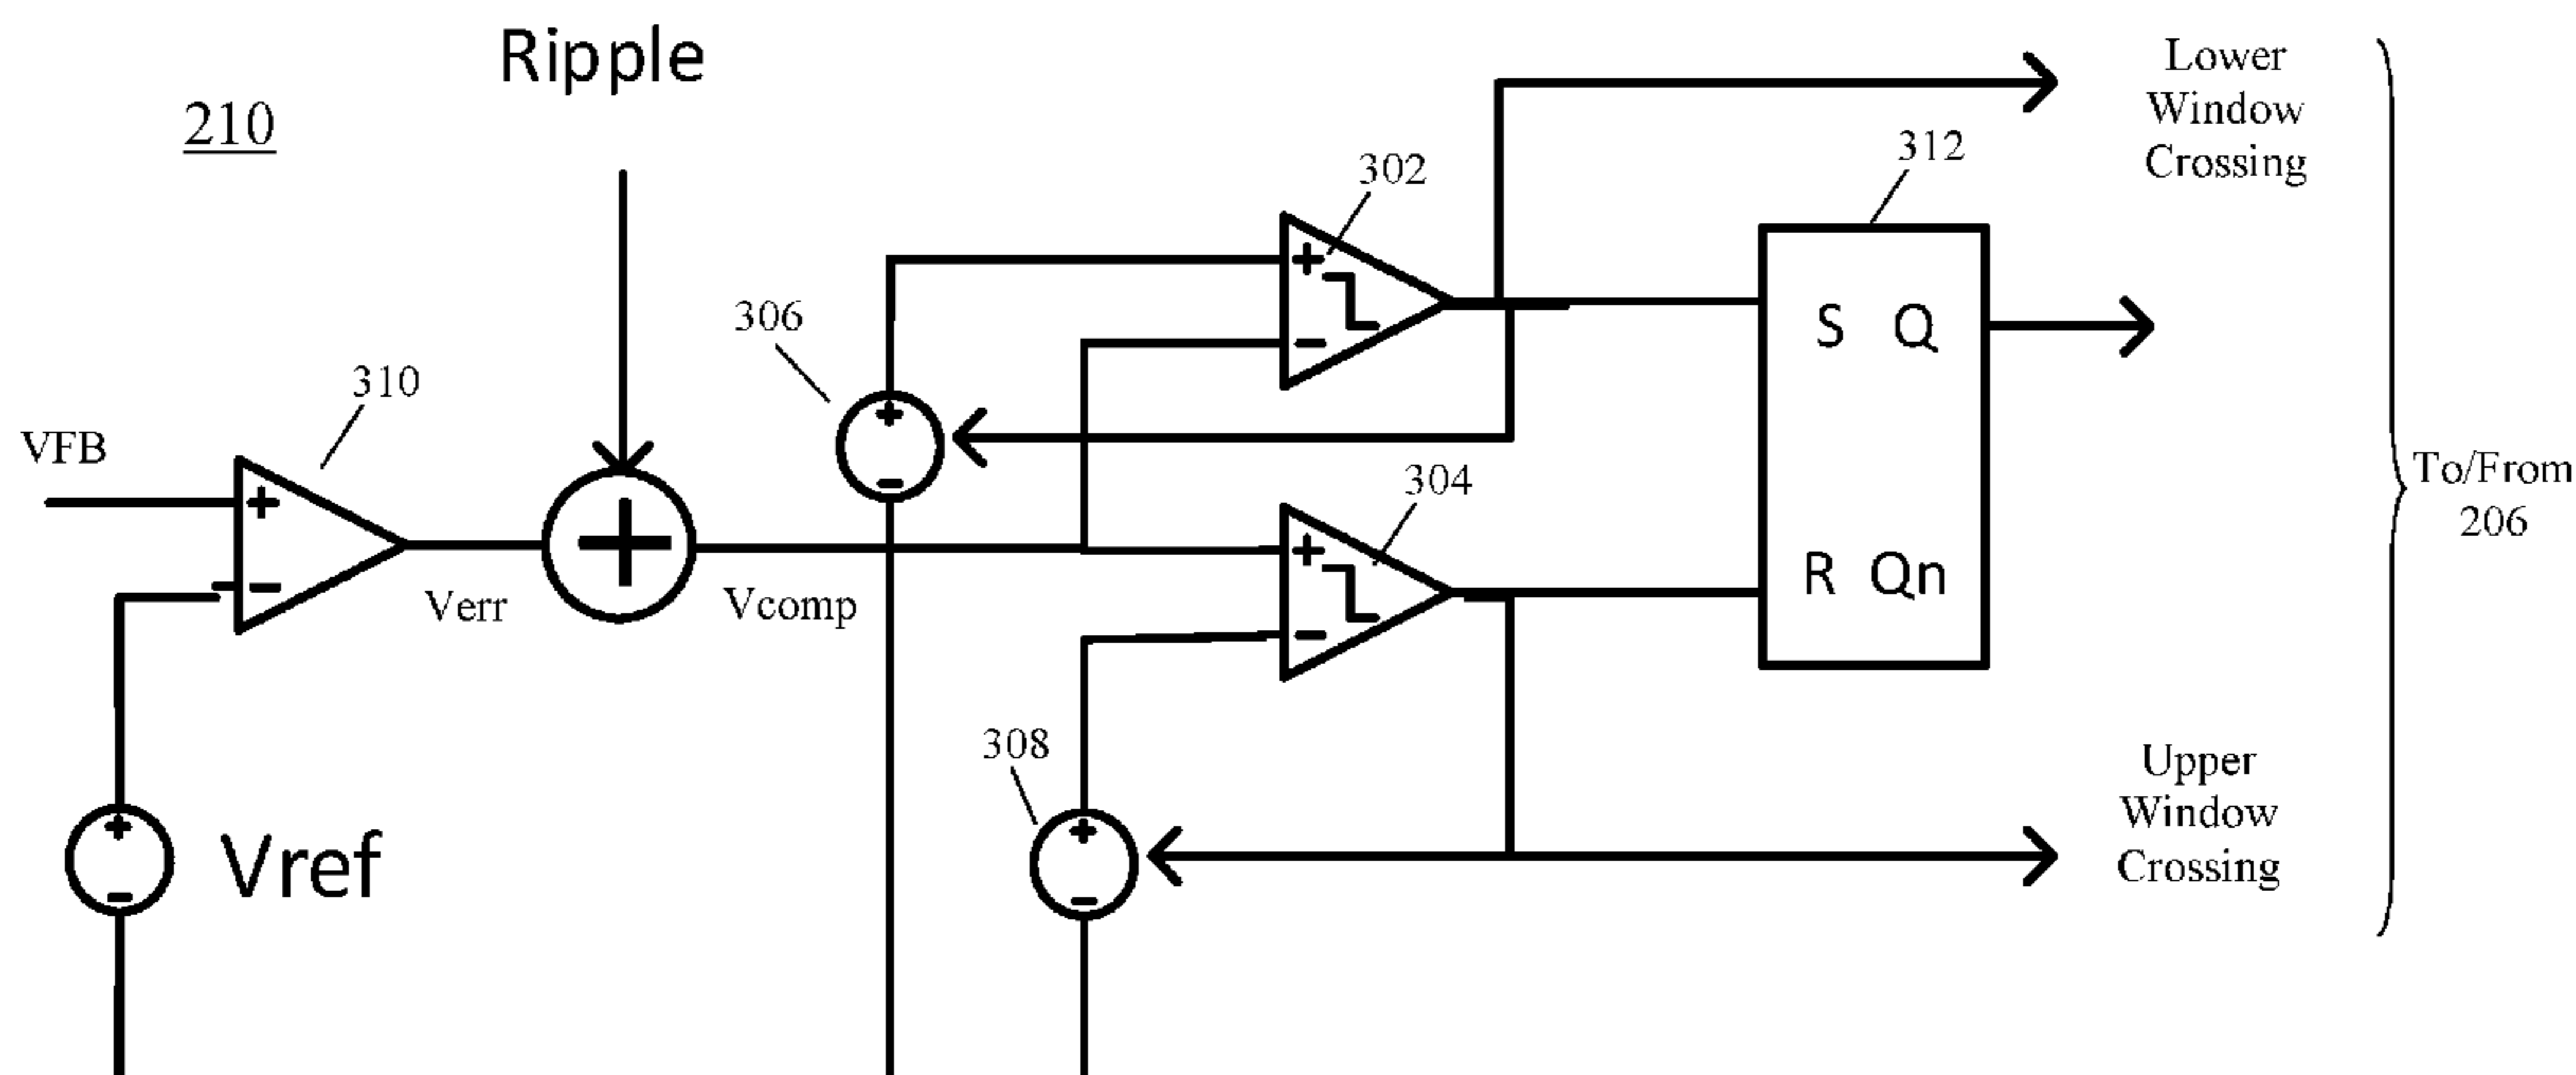 Ripple
Lower
Window
Crossing
210
312
302
306
310
VFB
304
To/From
206
S Q
R Qn
Verr
Vcomp
308
Upper
Window
Crossing
Vref